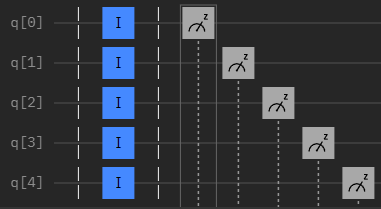 q[0] I z
q[1] I z
q[2] I z
q[3] I z
q[4] I z